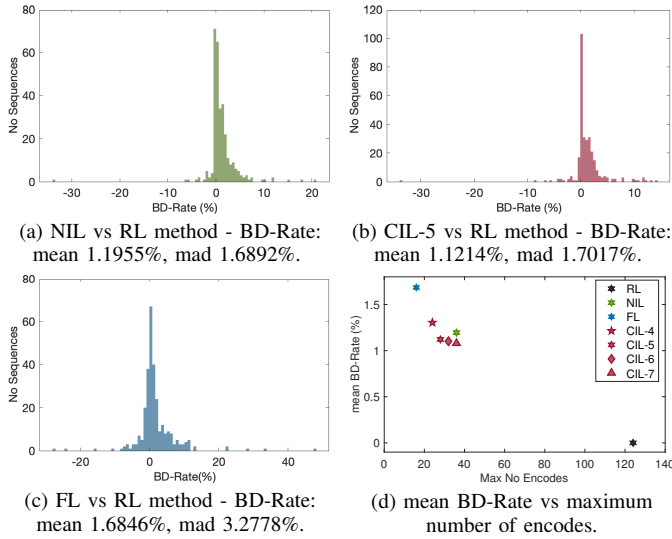 80
60
40
20
0
No Sequences
-30
-20
-10
0
10
20
BD-Rate (%)
(a) NIL vs RL method - BD-Rate:
mean 1.1955%, mad 1.6892%.
120
100
80
60
40
20
0
No Sequences
-30
-20
-10
0
10
BD-Rate (%)
(b) CIL-5 vs RL method - BD-Rate:
mean 1.1214%, mad 1.7017%.
80
60
40
20
0
No Sequences
-20
0
20
40
BD-Rate(%)
(c) FL vs RL method - BD-Rate:
mean 1.6846%, mad 3.2778%.
1.5
1
0.5
0
mean BD-Rate (%)
RL
NIL
FL
CIL-4
CIL-5
CIL-6
CIL-7
0
20
40
60
80
100
120
140
Max No Encodes
(d) mean BD-Rate vs maximum
number of encodes.